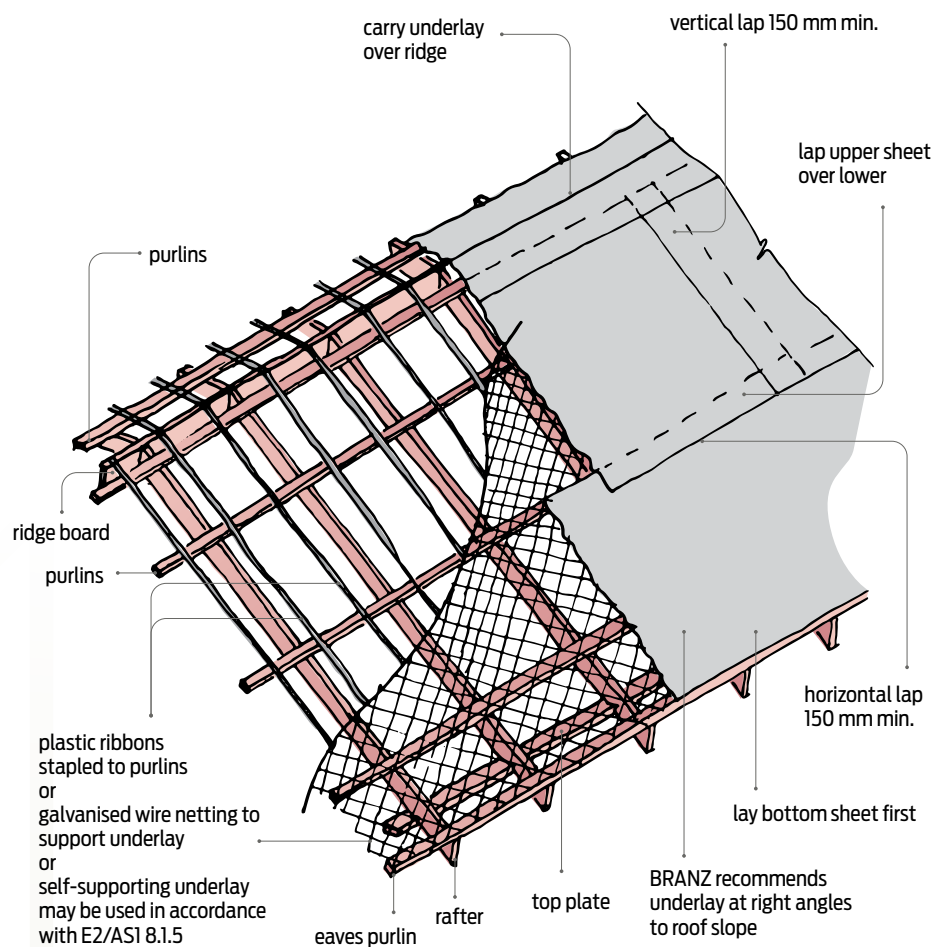 carry underlay
over ridge
vertical lap 150 mm min.
lap upper sheet
over lower
purlins
ridge board
purlins
plastic ribbons
stapled to purlins
or
galvanised wire netting to
support underlay
or
self-supporting underlay
may be used in accordance
with E2/AS1 8.1.5
eaves purlin
rafter
top plate
BRANZ recommends
underlay at right angles
to roof slope
lay bottom sheet first
horizontal lap
150 mm min.